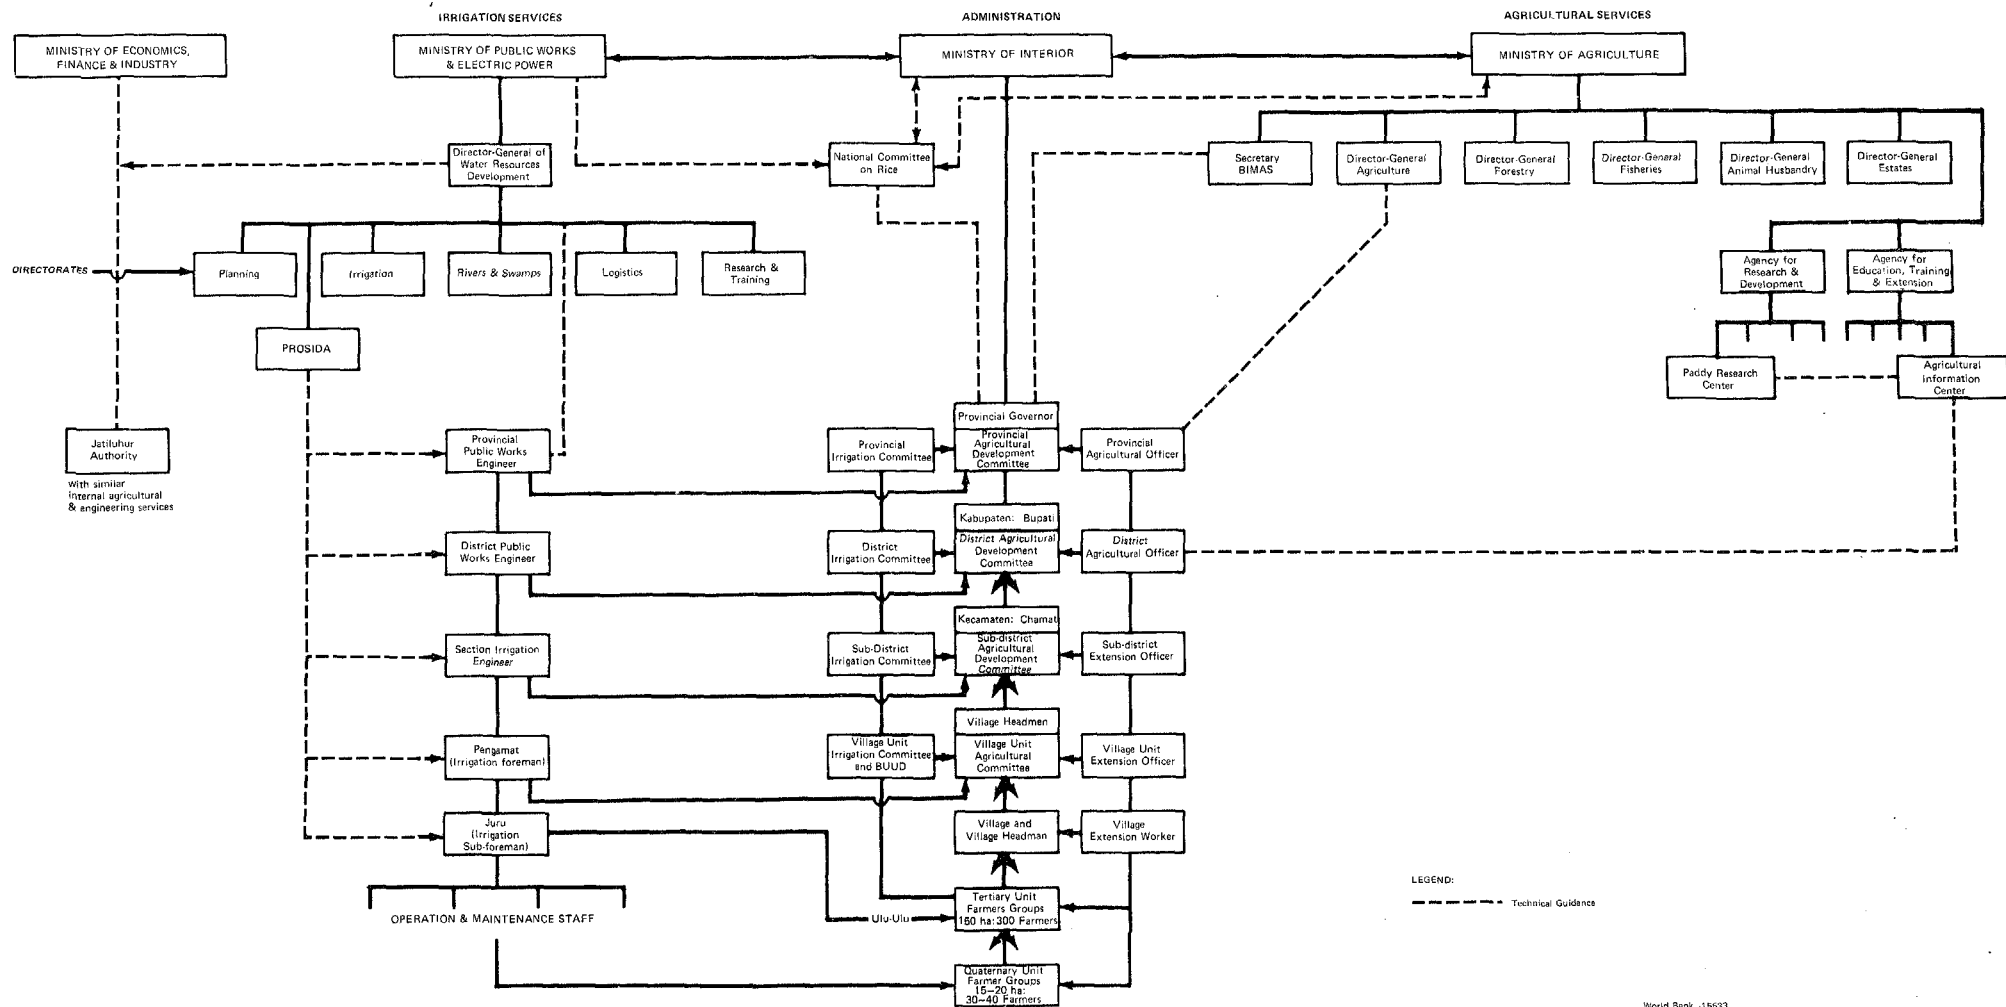 IRRIGATION SERVICES
ADMINISTRATION
AGRICULTURAL SERVICES
MINISTRY OF ECONOMICS,
FINANCE & INDUSTRY
MINISTRY OF PUBLIC WORKS
& ELECTRIC POWER
MINISTRY OF INTERIOR
MINISTRY OF AGRICULTURE
Director-General of
Water Resources
Development
National Committee
on Rice
Secretary
BIMAS
Director-General
Agriculture
Director-General
Forestry
Director-General
Fisheries
Director-General
Animal Husbandry
Director-General
Estates
DIRECTORATES
Planning
Irrigation
Rivers & Swamps
Logistics
Research &
Training
Agency for
Research &
Development
Agency for
Education, Training
& Extension
PROSIDA
Paddy Research
Center
Agricultural
Information
Center
Jatiluhur
Authority
With similar
internal agricultural
& engineering services
Provincial
Public Works
Engineer
Provincial
Irrigation Committee
Provincial Governor
Provincial
Agricultural
Development
Committee
Provincial
Agricultural Officer
District Public
Works Engineer
District
Irrigation Committee
Kabupaten: Bupati
District Agricultural
Development
Committee
District
Agricultural Officer
Section Irrigation
Engineer
Sub-District
Irrigation Committee
Kecamaten: Chamat
Sub-district
Agricultural
Development
Committee
Sub-district
Extension Officer
Pengamat
(Irrigation foreman)
Village Unit
Irrigation Committee
and BUUD
Village Headmen
Village Unit
Agricultural
Committee
Village Unit
Extension Officer
Juru
(Irrigation
Sub-foreman)
Village and
Village Headman
Village
Extension Worker
OPERATION & MAINTENANCE STAFF
Ulu-Ulu
Tertiary Unit
Farmers Groups
150 ha: 300 Farmers
Quaternary Unit
Farmer Groups
15–20 ha:
30–40 Farmers
LEGEND:
Technical Guidance
World Bank -15633